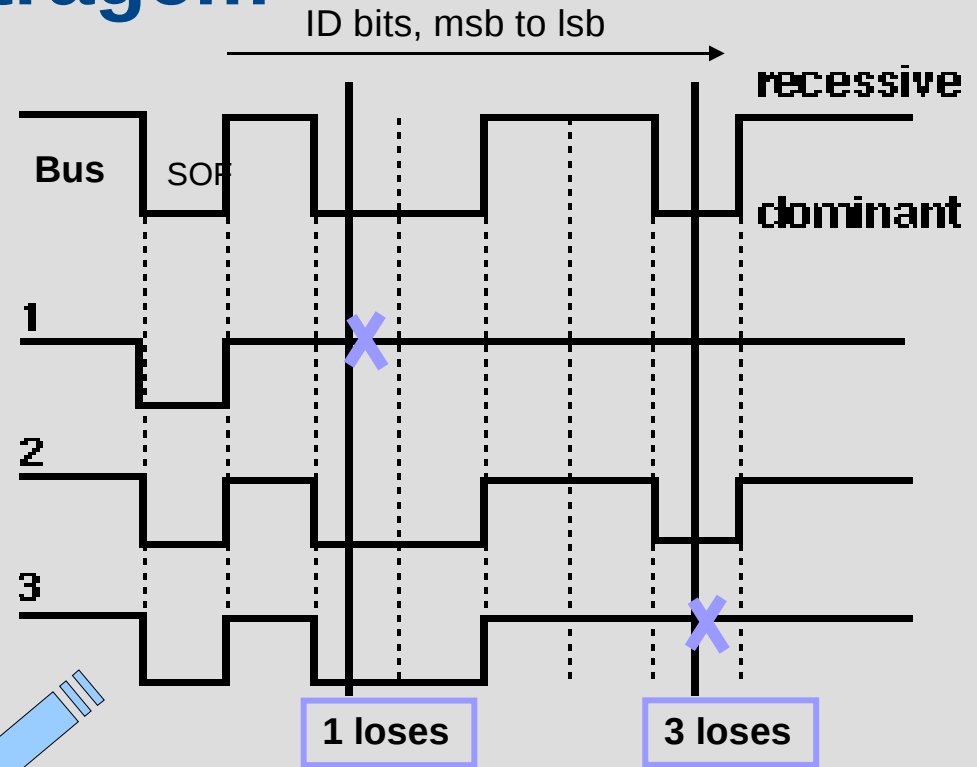 ID bits, msb to lsb
recessive
Bus
SOF
dominant
1
2
3
1 loses
3 loses